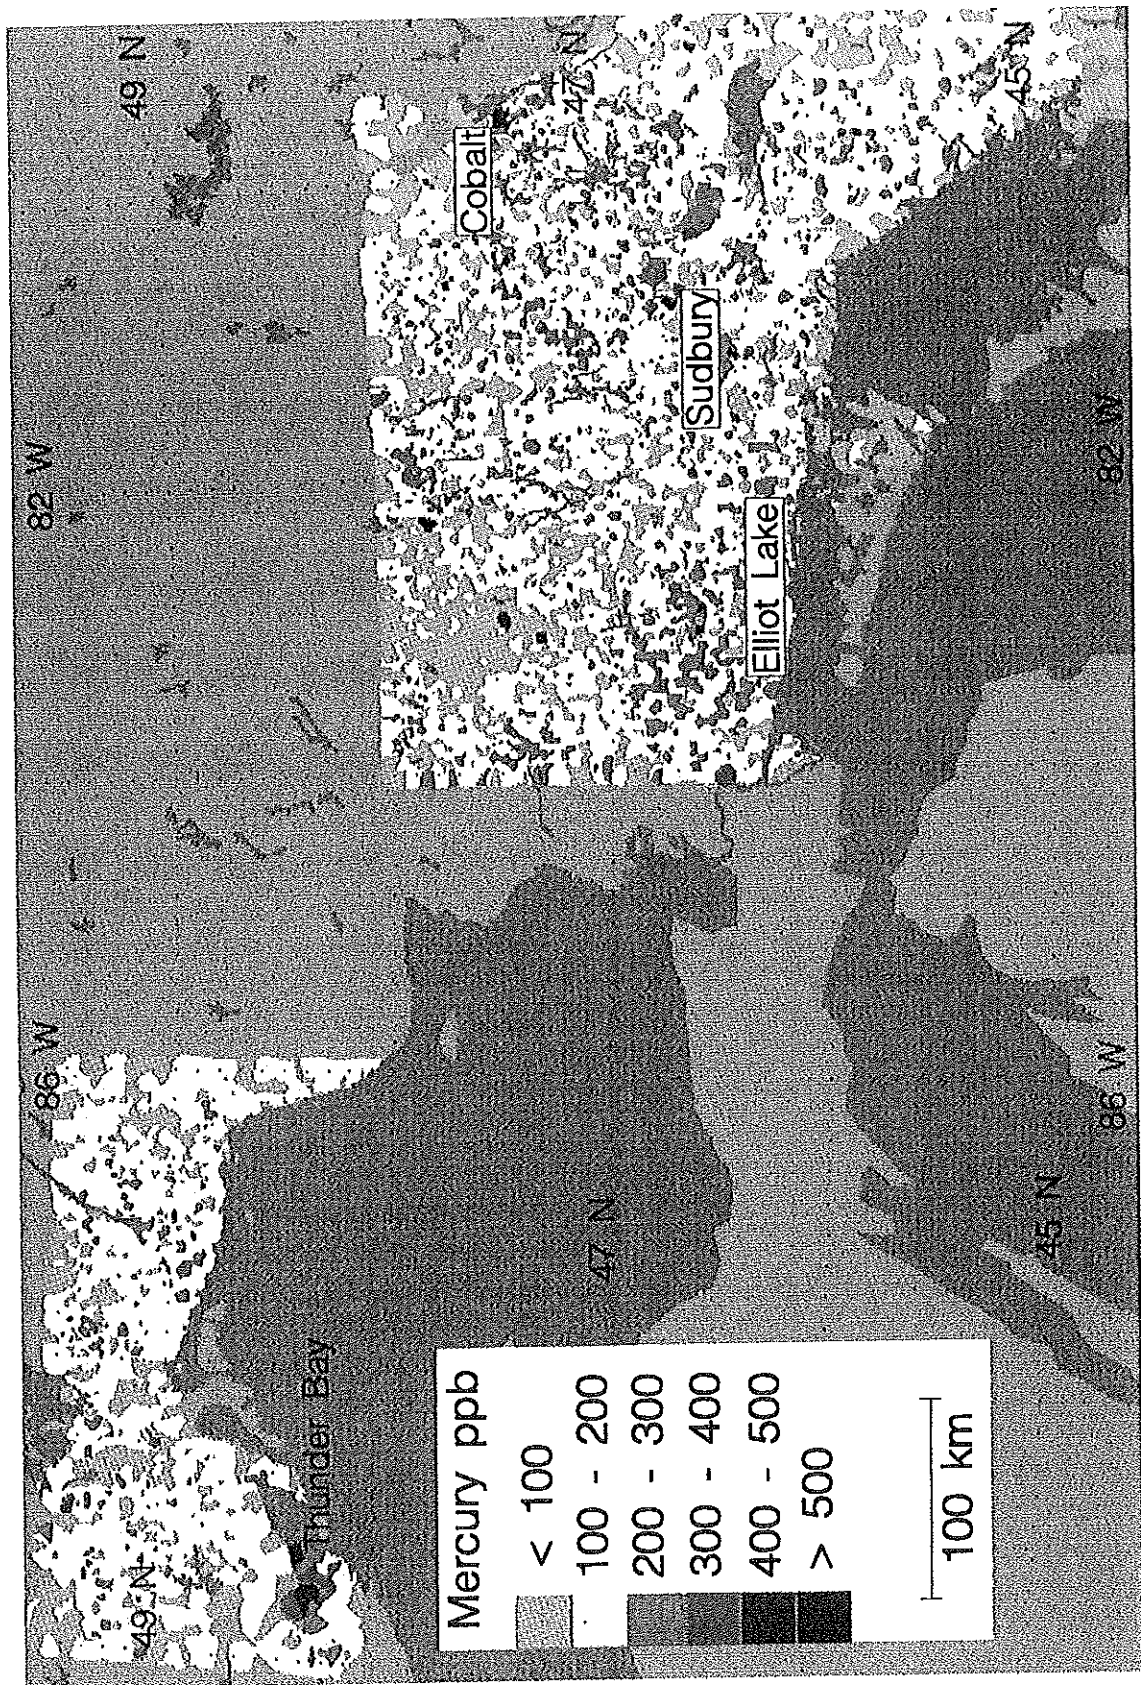 49 N
82 W
86 W
49 N
Cobalt
47 N
Sudbury
Elliot Lake
Thunder Bay
47 N
45 N
82 W
86 W
45 N
Mercury ppb
< 100
100 - 200
200 - 300
300 - 400
400 - 500
> 500
100 km